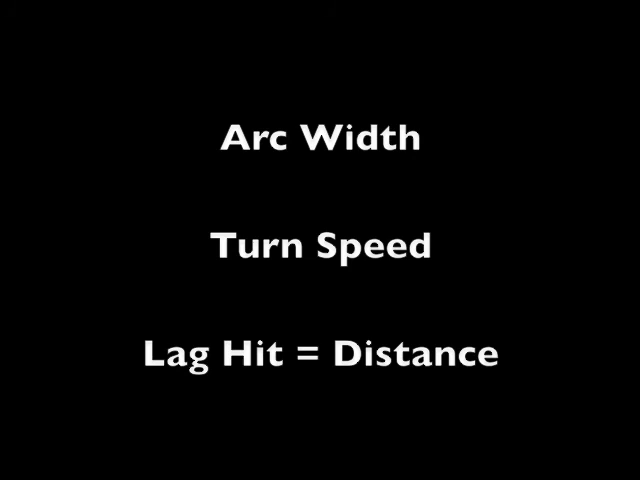 Arc Width
Turn Speed
Lag Hit = Distance